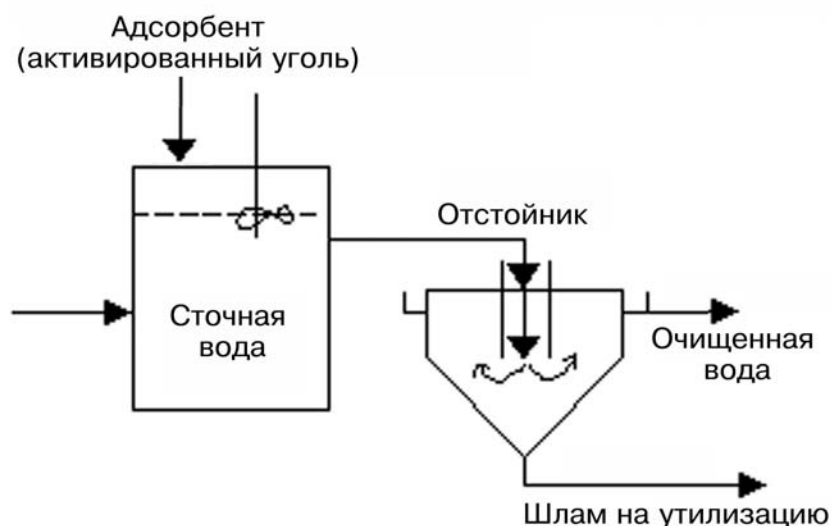 Адсорбент
(активированный уголь)
Отстойник
Сточная
вода
Очищенная
вода
Шлам на утилизацию